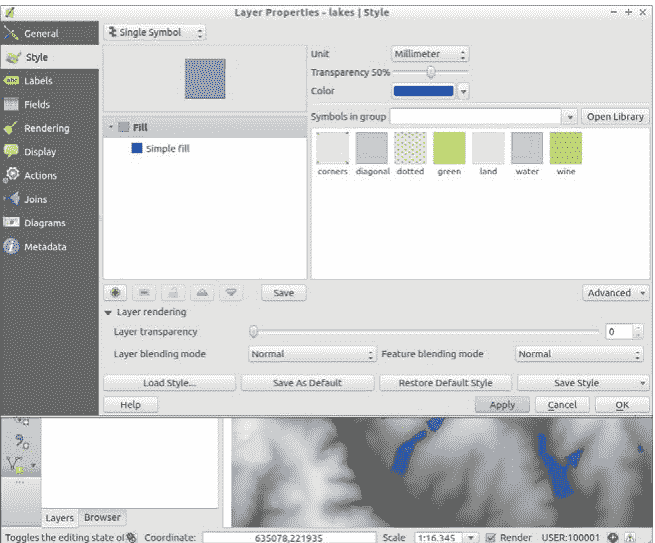 Layer Properties - lakes | Style
General
Style
Labels
Fields
Rendering
Display
Actions
Joins
Diagrams
Metadata
Single Symbol
Unit Millimeter
Transparency 50%
Color
Symbols in group Open Library
Fill
Simple fill
corners diagonal dotted green land water wine
Save Advanced
Layer rendering
Layer transparency 0
Layer blending mode Normal Feature blending mode Normal
Load Style... Save As Default Restore Default Style Save Style
Help Apply Cancel OK
Layers Browser
Toggles the editing state of Coordinate: 635078,221935 Scale 1:16.345 Render USER:100001